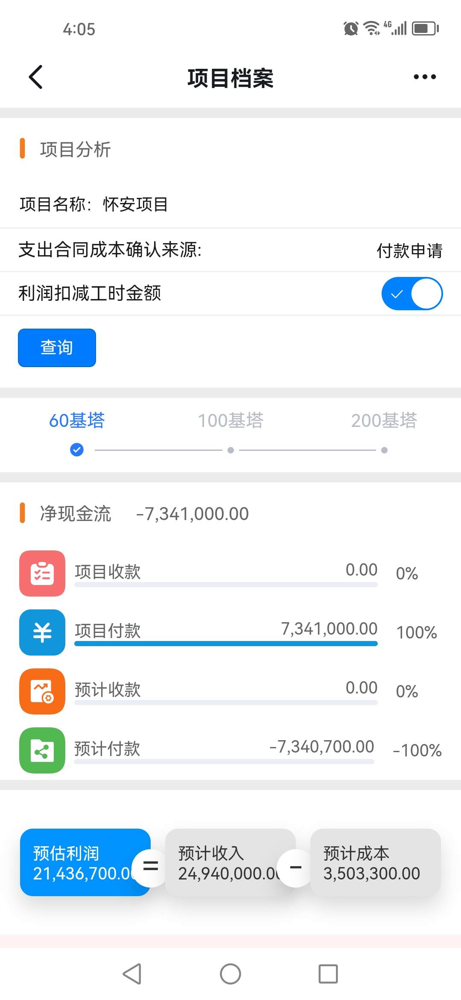 4:05
4G
项目档案
项目分析
项目名称: 怀安项目
支出合同成本确认来源: 付款申请
利润扣减工时金额
查询
60基塔 100基塔 200基塔
净现金流 -7,341,000.00
项目收款 0.00 0%
项目付款 7,341,000.00 100%
预计收款 0.00 0%
预计付款 -7,340,700.00 -100%
预估利润 = 预计收入 - 预计成本
21,436,700.00 24,940,000.00 3,503,300.00